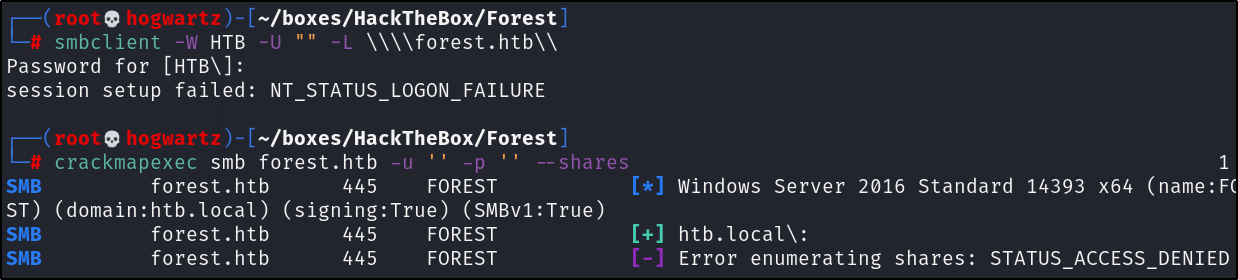 ┌──(root💀hogwartz)-[~/boxes/HackTheBox/Forest]
└─# smbclient -W HTB -U "" -L \\\\forest.htb\\
Password for [HTB\]:
session setup failed: NT_STATUS_LOGON_FAILURE
┌──(root💀hogwartz)-[~/boxes/HackTheBox/Forest]
└─# crackmapexec smb forest.htb -u '' -p '' --shares 1
SMB forest.htb 445 FOREST [*] Windows Server 2016 Standard 14393 x64 (name:FO
ST) (domain:htb.local) (signing:True) (SMBv1:True)
SMB forest.htb 445 FOREST [+] htb.local\:
SMB forest.htb 445 FOREST [-] Error enumerating shares: STATUS_ACCESS_DENIED